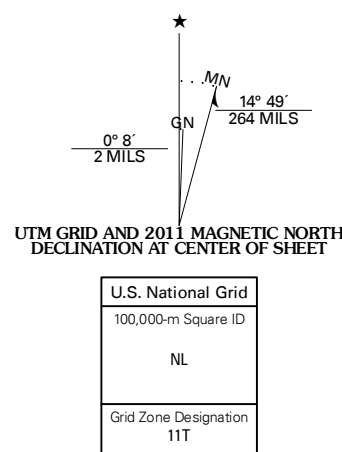 ★
MN
14° 49´
264 MILS
GN
0° 8´
2 MILS
UTM GRID AND 2011 MAGNETIC NORTH
DECLINATION AT CENTER OF SHEET
U.S. National Grid
100,000-m Square ID
NL
Grid Zone Designation
11T